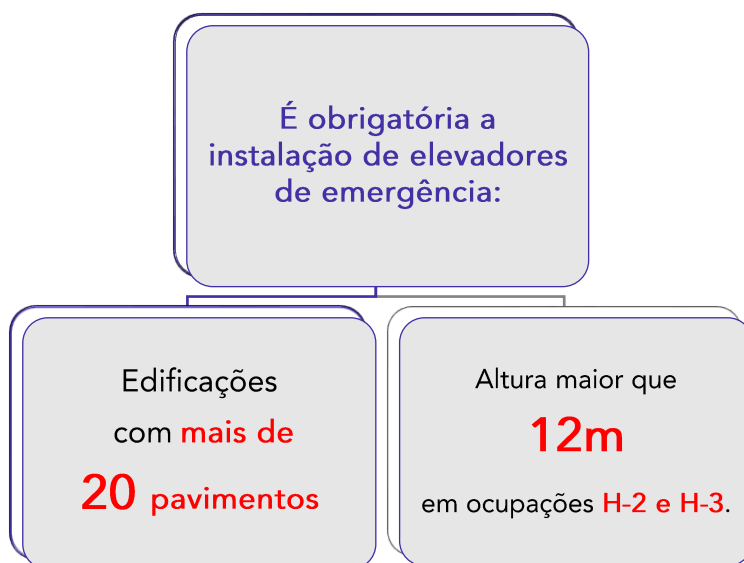 É obrigatória a
instalação de elevadores
de emergência:
Edificações
com mais de
20 pavimentos
Altura maior que
12m
em ocupações H-2 e H-3.